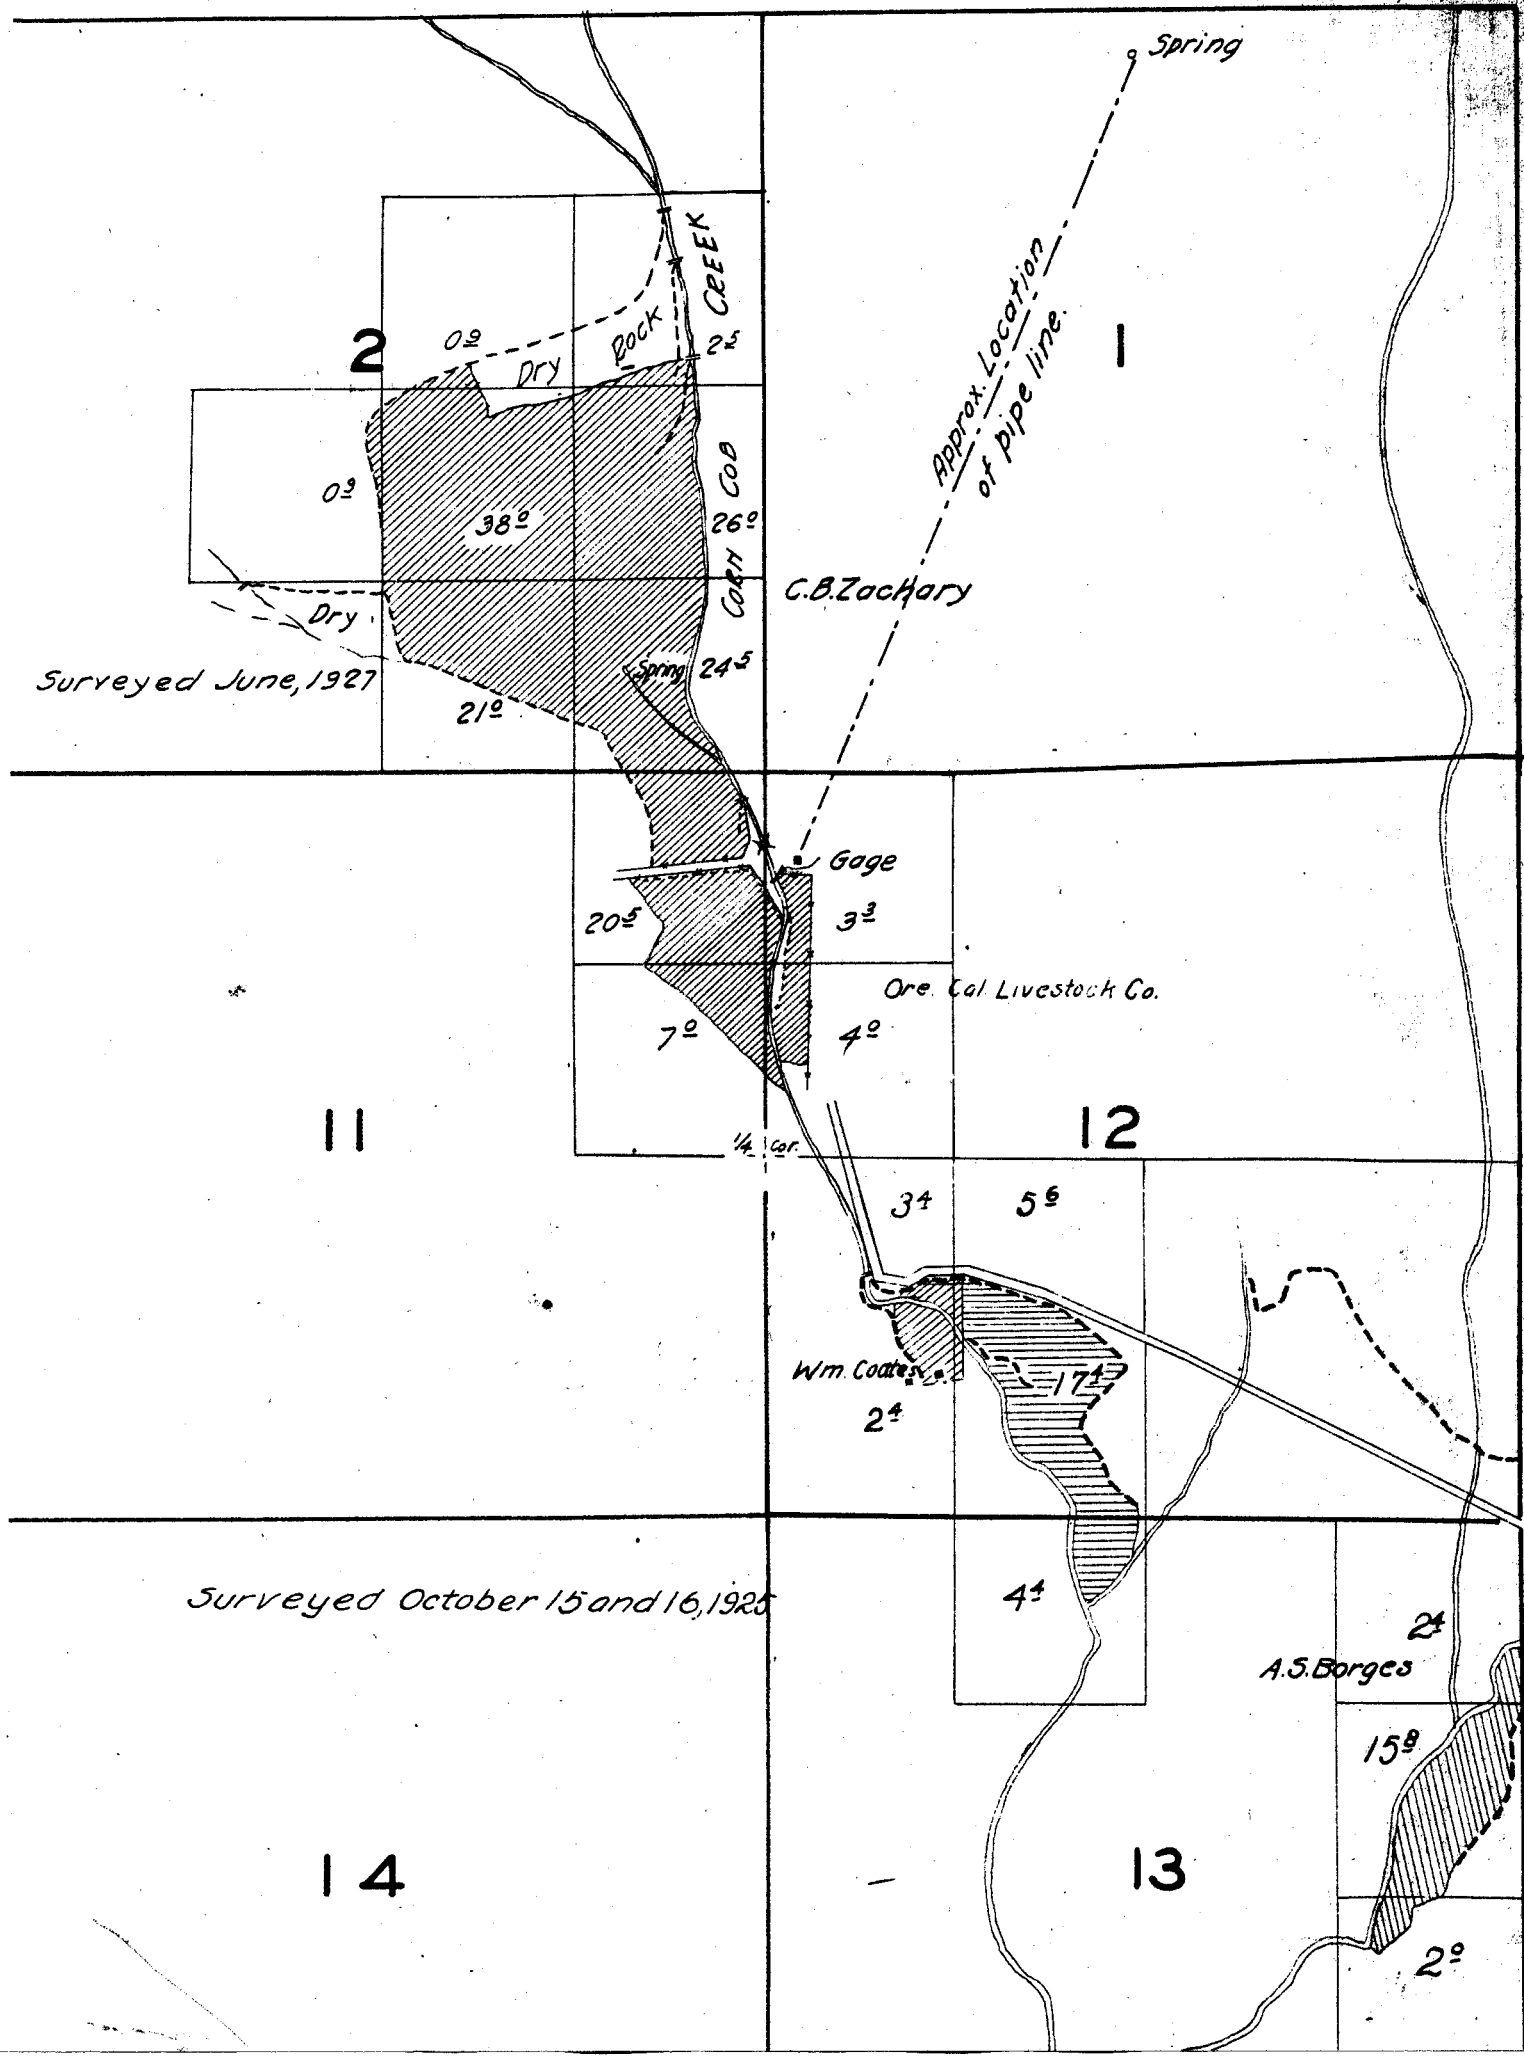 Spring
CORN COB CREEK
2
0⁹
Dry
ROCK
2⁵
1
Approx. Location
of pipe line.
0⁹
38⁰
26⁰
C.B.Zachary
Dry
Surveyed June, 1927
Spring
24⁵
21⁰
Gage
20⁵
3³
Ore. Cal. Livestock Co.
7⁰
4⁰
11
12
1/4 cor.
3⁴
5⁶
Wm. Coates
17⁴
2⁴
Surveyed October 15 and 16, 1925
4⁴
2⁴
A.S.Borges
15⁸
14
13
2⁰